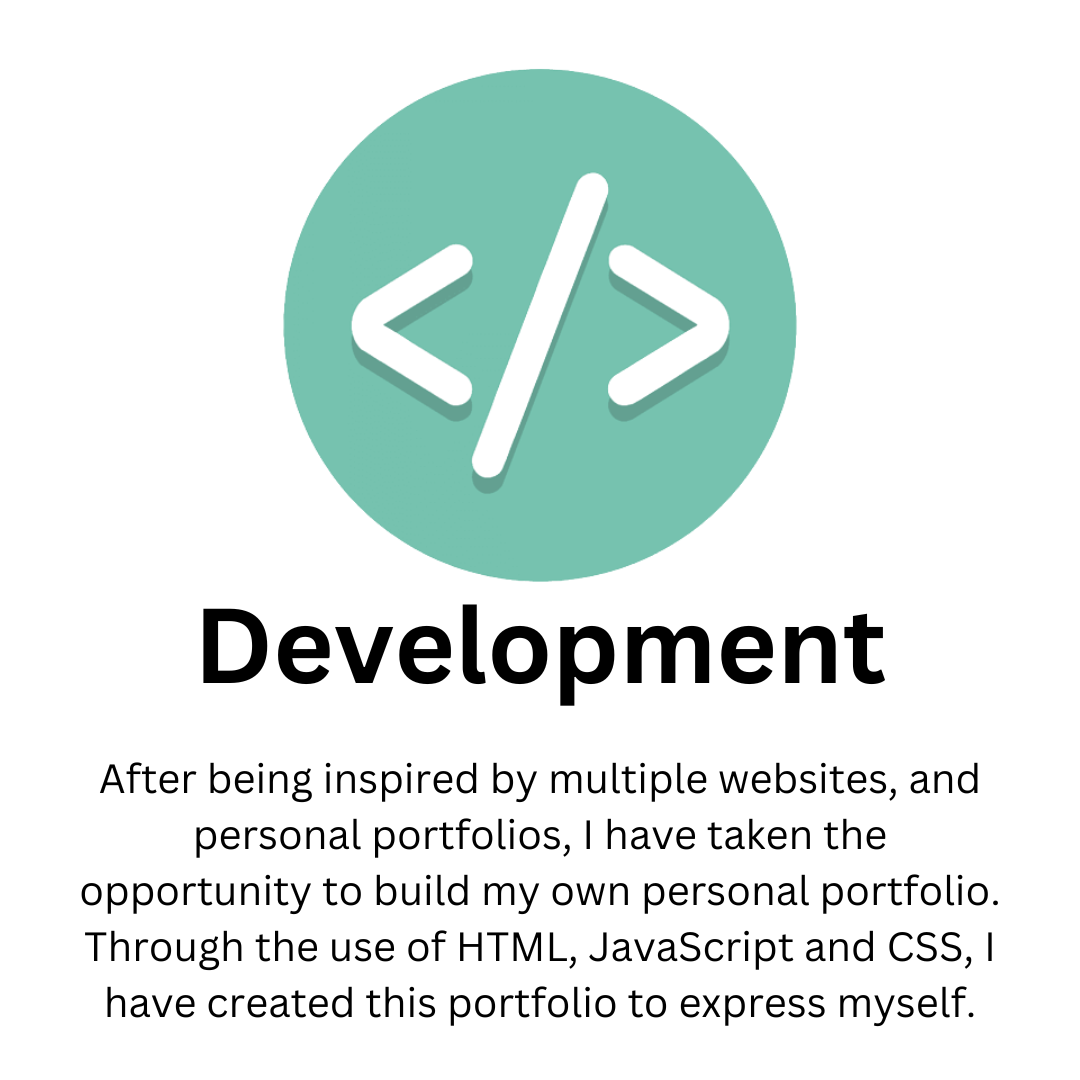 </>
Development
After being inspired by multiple websites, and
personal portfolios, I have taken the
opportunity to build my own personal portfolio.
Through the use of HTML, JavaScript and CSS, I
have created this portfolio to express myself.